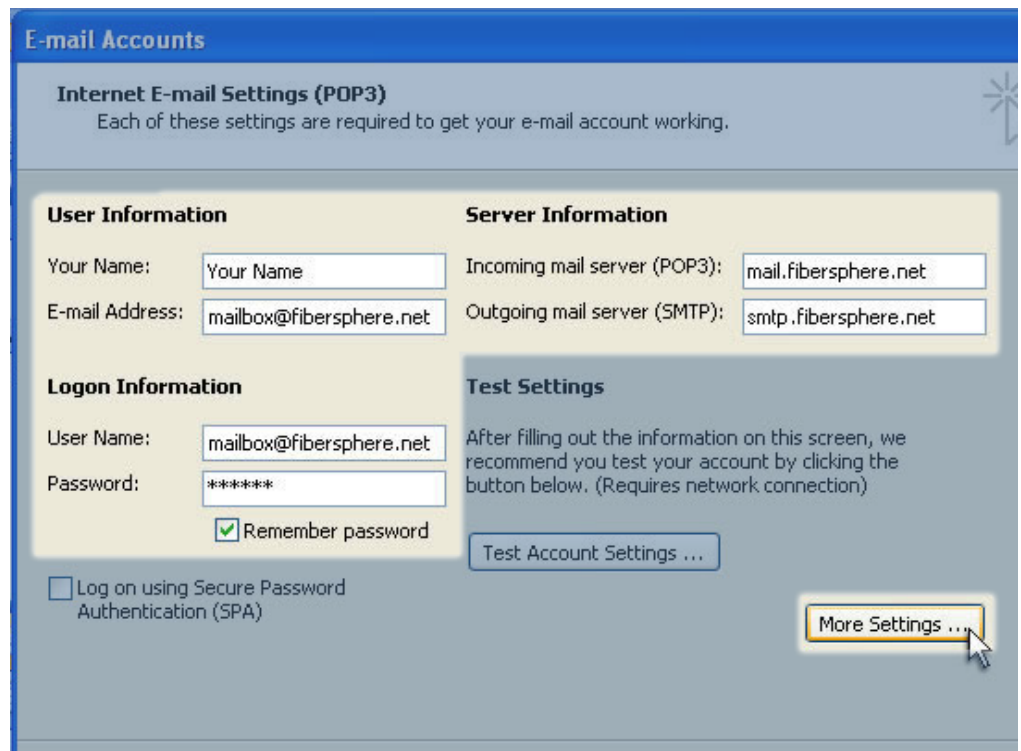 E-mail Accounts
Internet E-mail Settings (POP3)
Each of these settings are required to get your e-mail account working.
User Information
Your Name: Your Name
E-mail Address: mailbox@fibersphere.net
Server Information
Incoming mail server (POP3): mail.fibersphere.net
Outgoing mail server (SMTP): smtp.fibersphere.net
Logon Information
User Name: mailbox@fibersphere.net
Password: ******
Remember password
Log on using Secure Password
Authentication (SPA)
Test Settings
After filling out the information on this screen, we
recommend you test your account by clicking the
button below. (Requires network connection)
Test Account Settings ...
More Settings ...